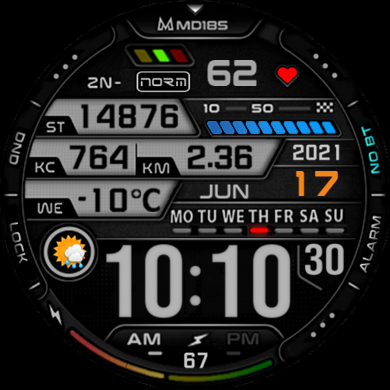 MD185
2N- NORM 62
ST 14876 10 50
KC 764 KM 2.36 2021
WE -10°C JUN 17
MO TU WE TH FR SA SU
10:10 30
AM PM
67
DND
LOCK
NO BT
ALARM